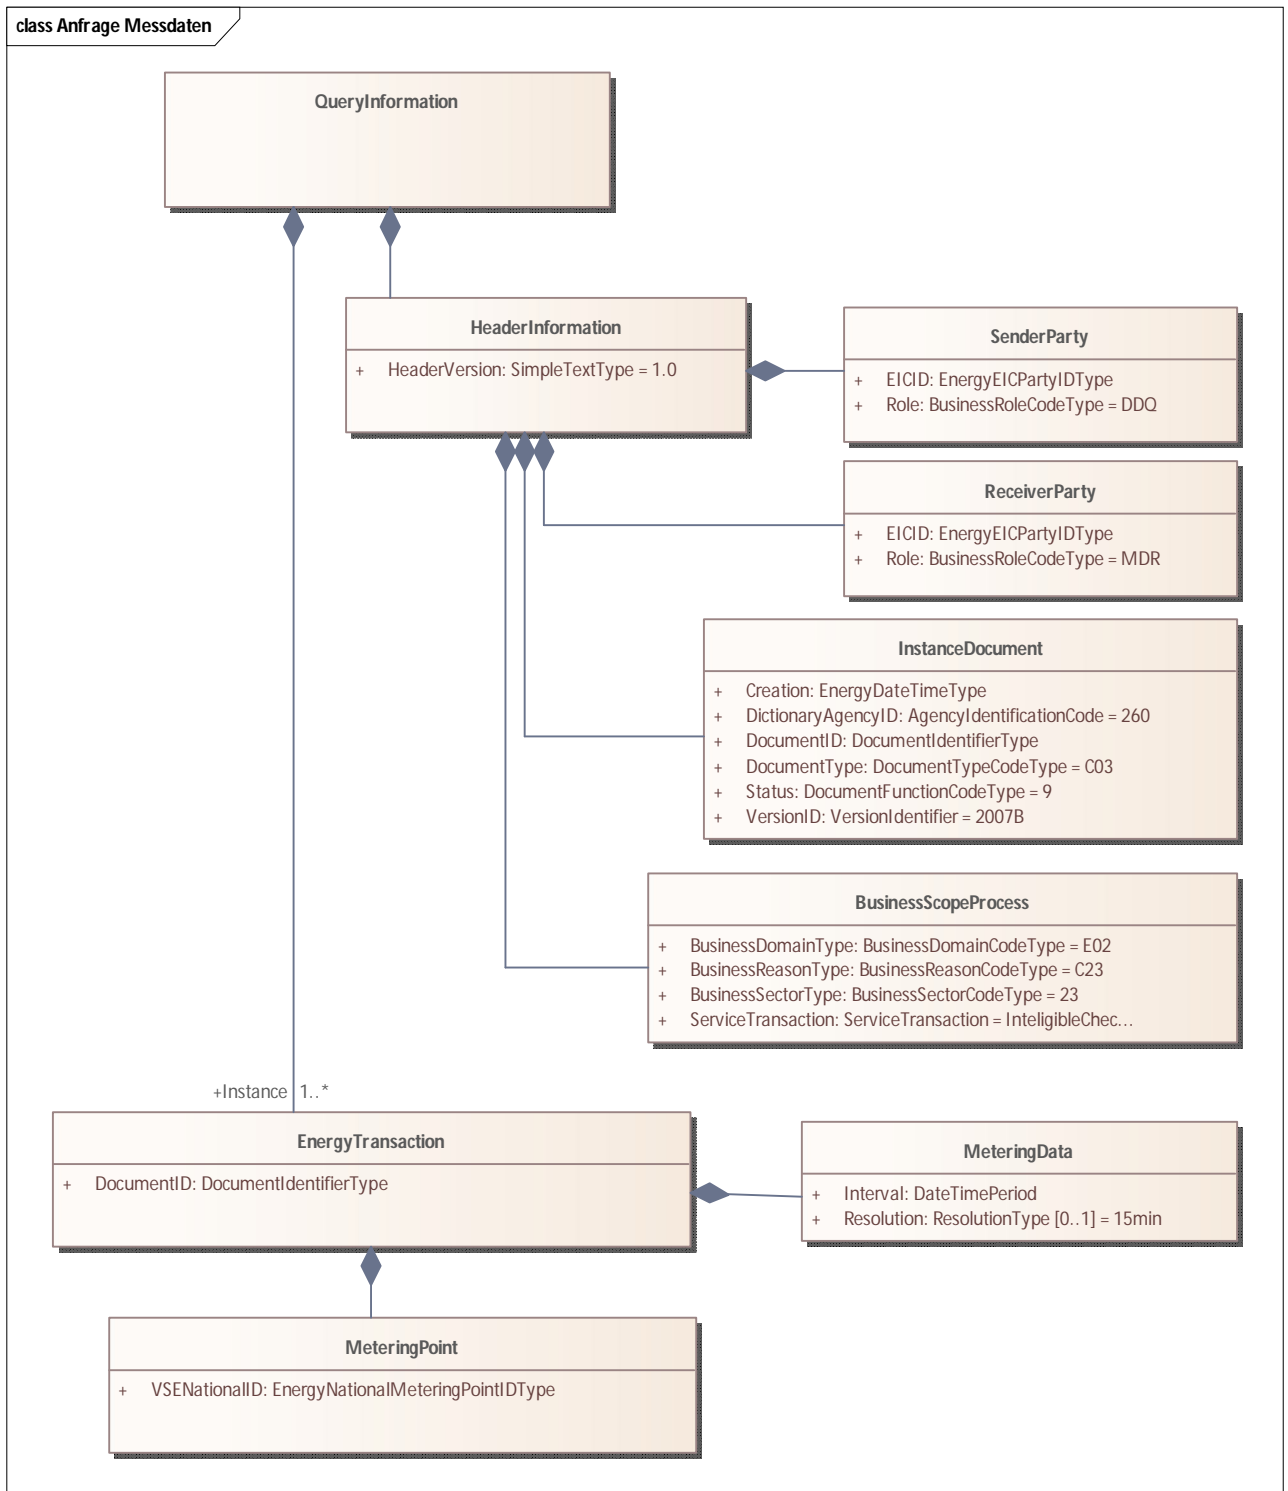 class Anfrage Messdaten
QueryInformation
HeaderInformation
+ HeaderVersion: SimpleTextType = 1.0
SenderParty
+ EICID: EnergyEICPartyIDType
+ Role: BusinessRoleCodeType = DDQ
ReceiverParty
+ EICID: EnergyEICPartyIDType
+ Role: BusinessRoleCodeType = MDR
InstanceDocument
+ Creation: EnergyDateTimeType
+ DictionaryAgencyID: AgencyIdentificationCode = 260
+ DocumentID: DocumentIdentifierType
+ DocumentType: DocumentTypeCodeType = C03
+ Status: DocumentFunctionCodeType = 9
+ VersionID: VersionIdentifier = 2007B
BusinessScopeProcess
+ BusinessDomainType: BusinessDomainCodeType = E02
+ BusinessReasonType: BusinessReasonCodeType = C23
+ BusinessSectorType: BusinessSectorCodeType = 23
+ ServiceTransaction: ServiceTransaction = InteligibleChec...
+Instance 1..*
EnergyTransaction
+ DocumentID: DocumentIdentifierType
MeteringData
+ Interval: DateTimePeriod
+ Resolution: ResolutionType [0..1] = 15min
MeteringPoint
+ VSENationalID: EnergyNationalMeteringPointIDType